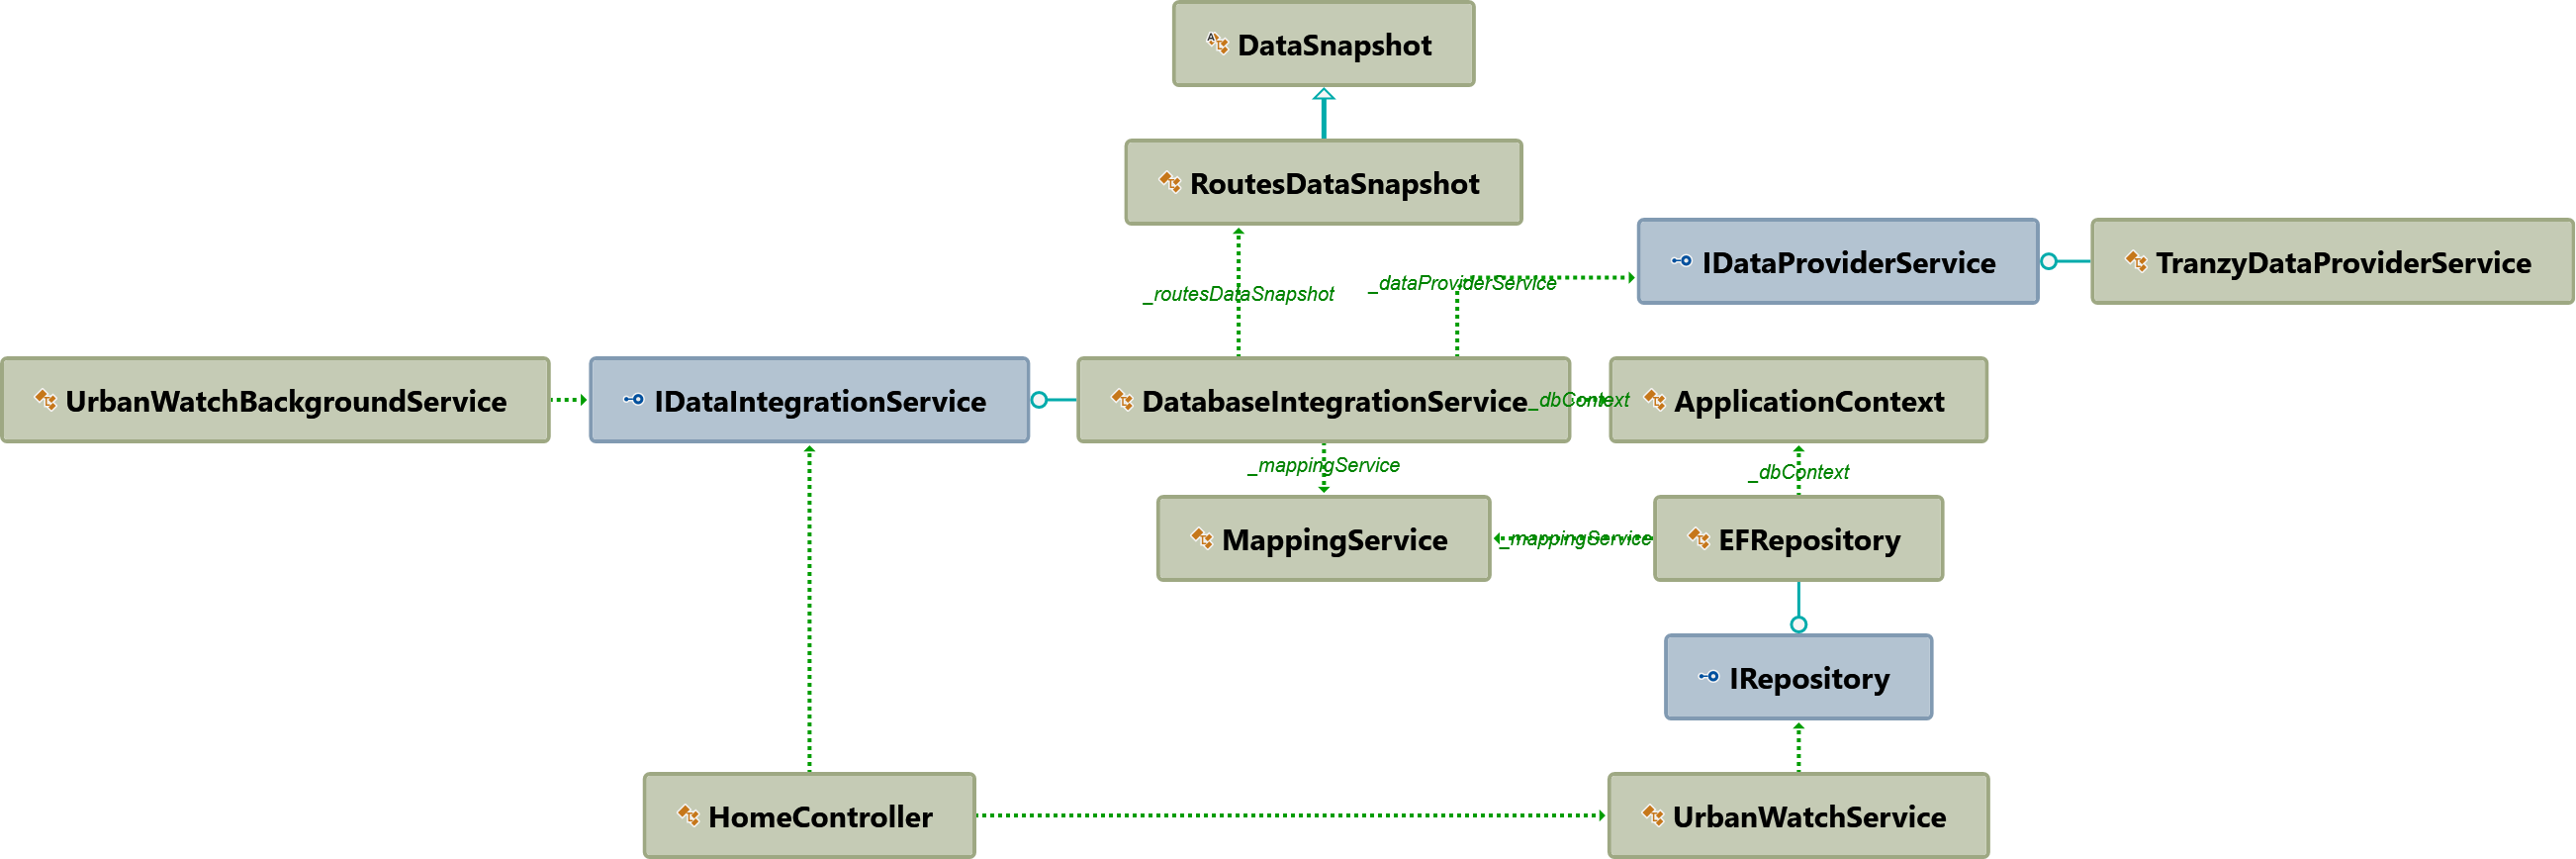 DataSnapshot
RoutesDataSnapshot
IDataProviderService
TranzyDataProviderService
_routesDataSnapshot
_dataProviderService
UrbanWatchBackgroundService
IDataIntegrationService
DatabaseIntegrationService
_dbContext
ApplicationContext
_mappingService
_dbContext
MappingService
_mappingService
EFRepository
IRepository
HomeController
UrbanWatchService